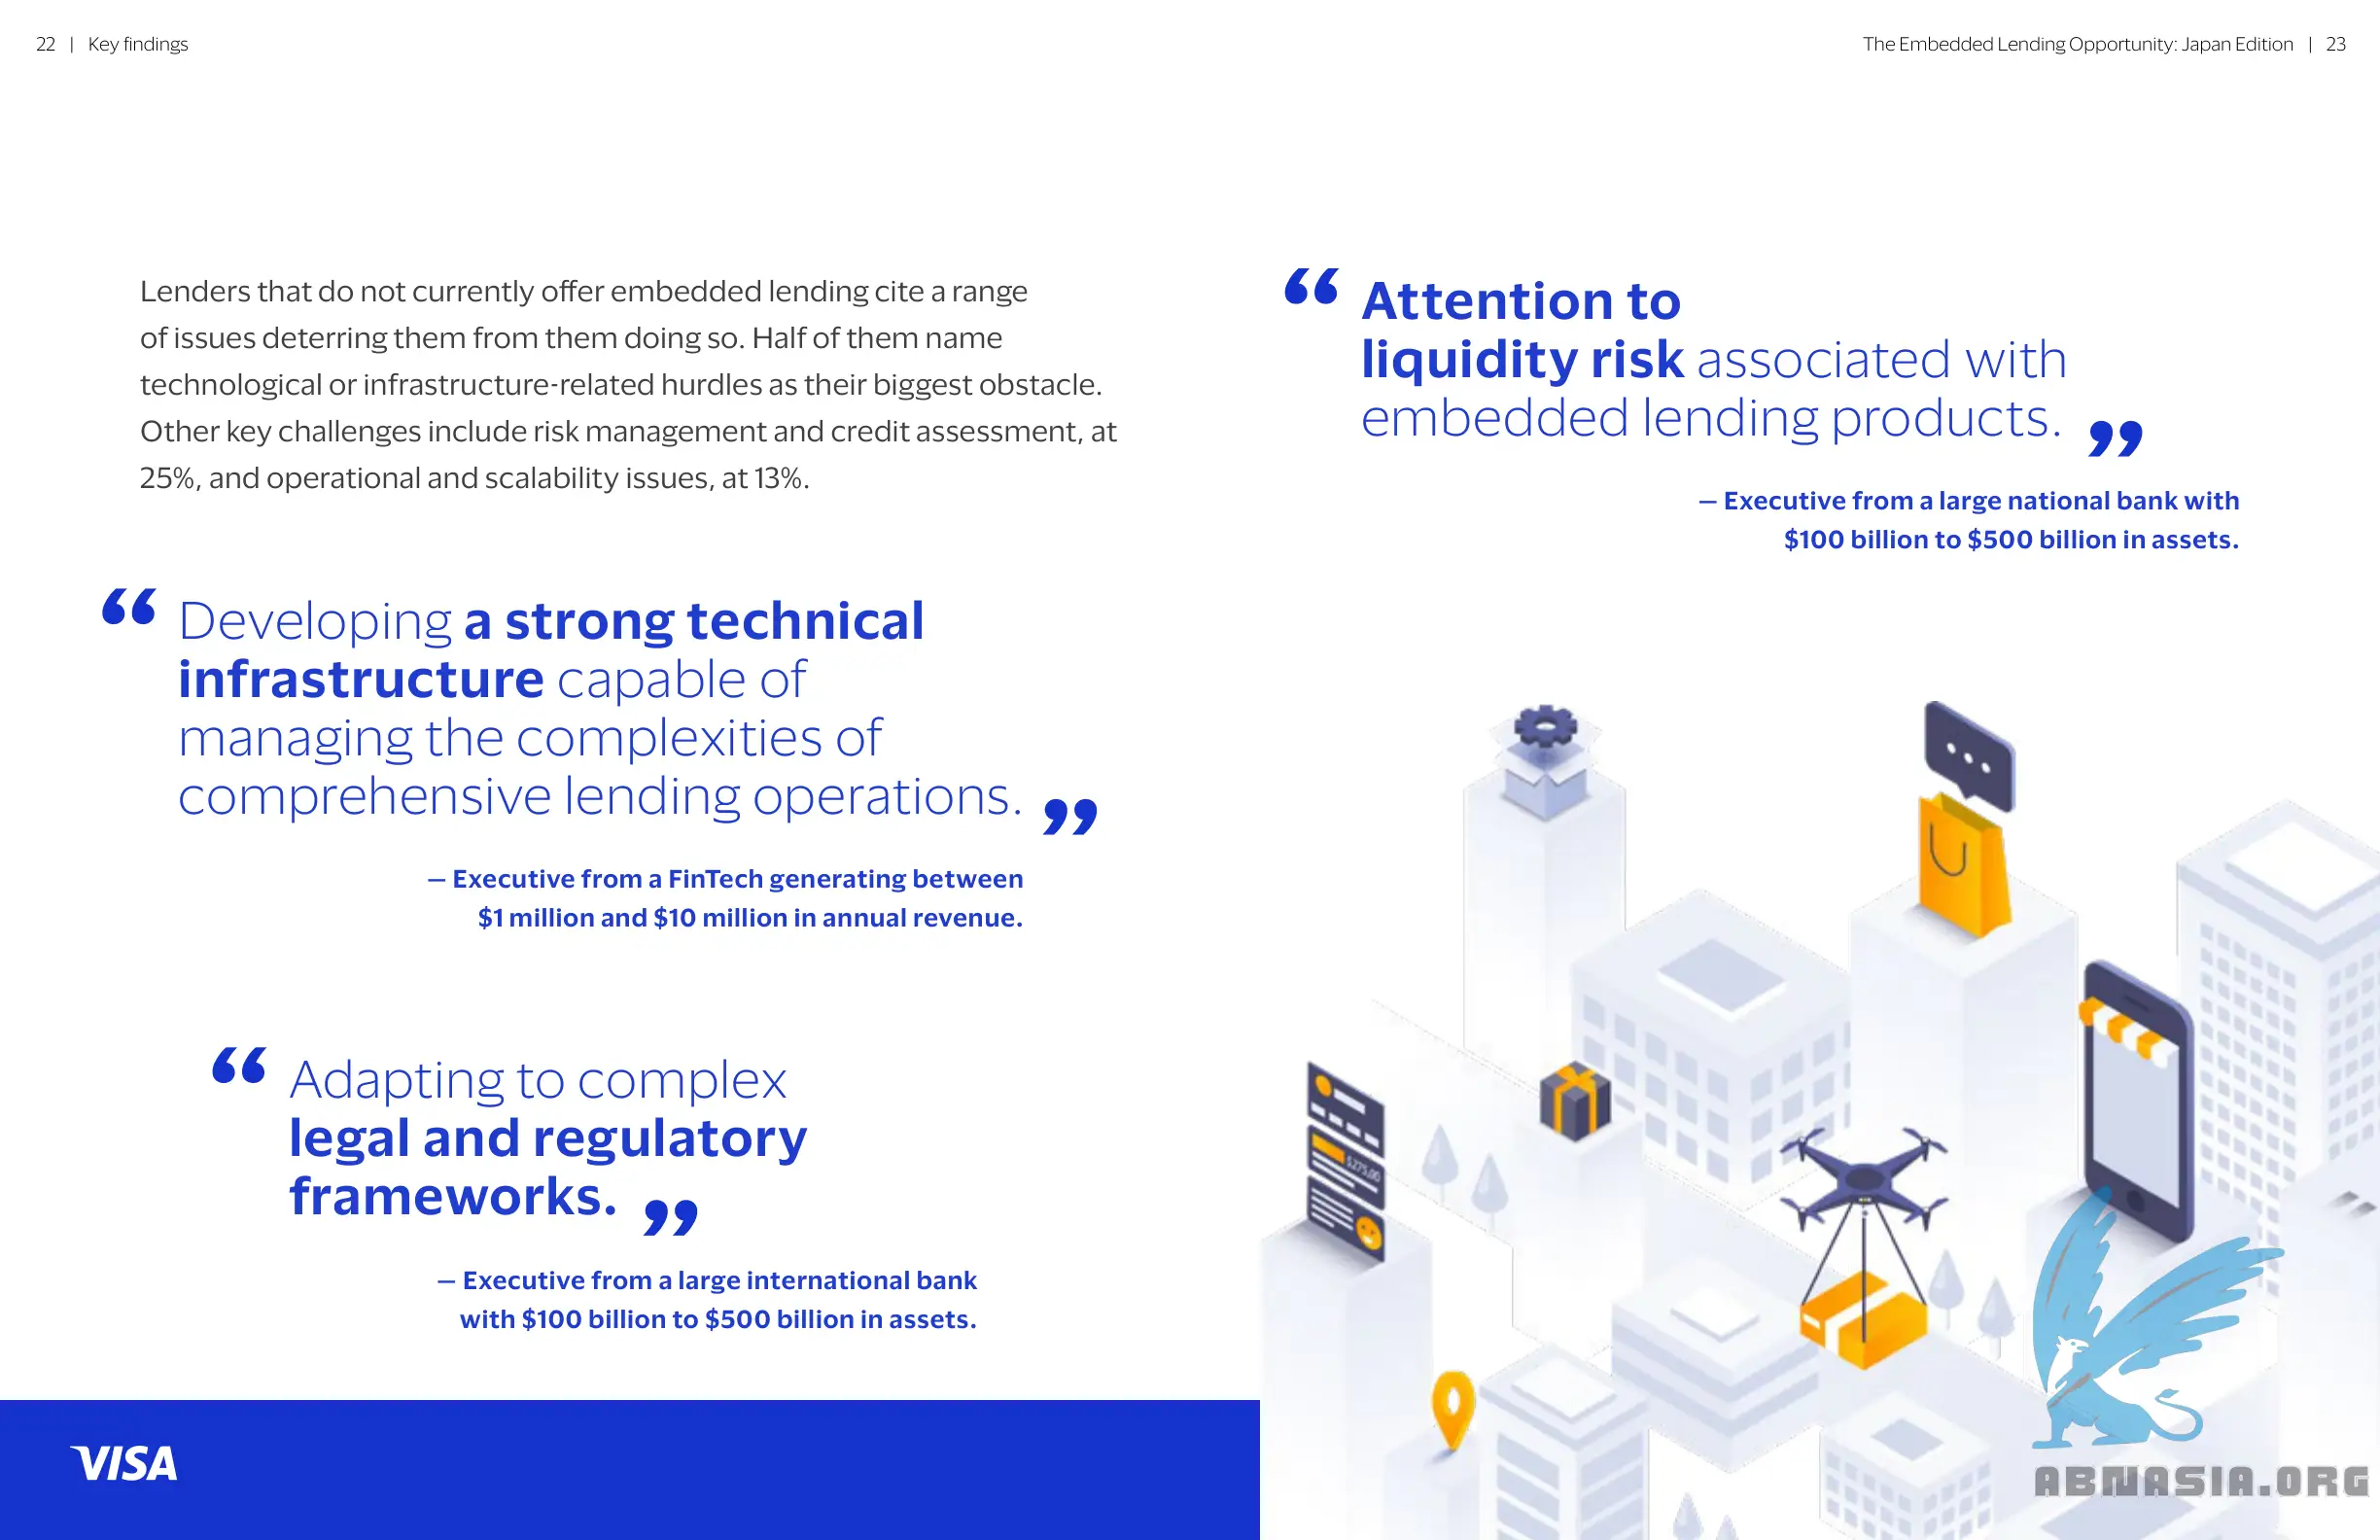 22 | Key findings
The Embedded Lending Opportunity: Japan Edition | 23
Lenders that do not currently offer embedded lending cite a range
of issues deterring them from them doing so. Half of them name
technological or infrastructure-related hurdles as their biggest obstacle.
Other key challenges include risk management and credit assessment, at
25%, and operational and scalability issues, at 13%.
“ Developing a strong technical
infrastructure capable of
managing the complexities of
comprehensive lending operations. ”
— Executive from a FinTech generating between
$1 million and $10 million in annual revenue.
“ Adapting to complex
legal and regulatory
frameworks. ”
— Executive from a large international bank
with $100 billion to $500 billion in assets.
“ Attention to
liquidity risk associated with
embedded lending products. ”
— Executive from a large national bank with
$100 billion to $500 billion in assets.
$275,00
VISA
ABMASIA.ORG